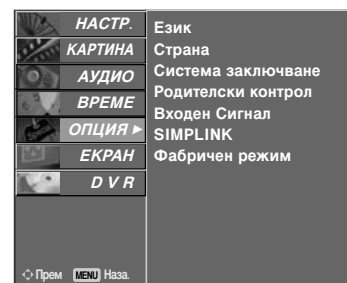 НАСТР.
КАРТИНА
АУДИО
ВРЕМЕ
ОПЦИЯ
ЕКРАН
D V R
Език
Страна
Система заключване
Родителски контрол
Входен Сигнал
SIMPLINK
Фабричен режим
Прем MENU Наза.